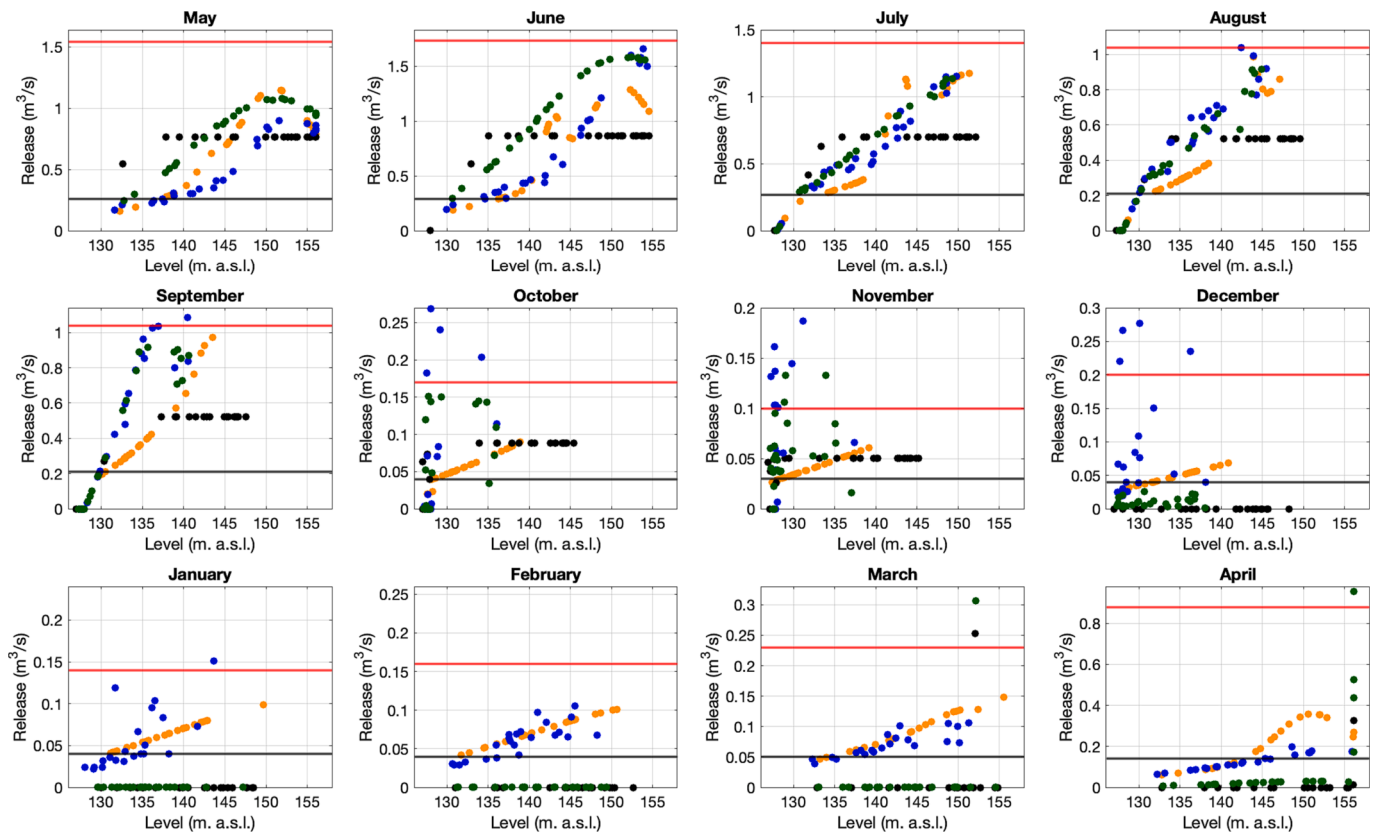 May
1.5
1
0.5
0
Release (m³/s)
130 135 140 145 150 155
Level (m. a.s.l.)
June
1.5
1
0.5
0
Release (m³/s)
130 135 140 145 150 155
Level (m. a.s.l.)
July
1.5
1
0.5
0
Release (m³/s)
130 135 140 145 150 155
Level (m. a.s.l.)
August
1
0.8
0.6
0.4
0.2
0
Release (m³/s)
130 135 140 145 150 155
Level (m. a.s.l.)
September
1
0.8
0.6
0.4
0.2
0
Release (m³/s)
130 135 140 145 150 155
Level (m. a.s.l.)
October
0.25
0.2
0.15
0.1
0.05
0
Release (m³/s)
130 135 140 145 150 155
Level (m. a.s.l.)
November
0.2
0.15
0.1
0.05
0
Release (m³/s)
130 135 140 145 150 155
Level (m. a.s.l.)
December
0.3
0.25
0.2
0.15
0.1
0.05
0
Release (m³/s)
130 135 140 145 150 155
Level (m. a.s.l.)
January
0.2
0.15
0.1
0.05
0
Release (m³/s)
130 135 140 145 150 155
Level (m. a.s.l.)
February
0.2
0.15
0.1
0.05
0
Release (m³/s)
130 135 140 145 150 155
Level (m. a.s.l.)
March
0.3
0.25
0.2
0.15
0.1
0.05
0
Release (m³/s)
130 135 140 145 150 155
Level (m. a.s.l.)
April
0.8
0.6
0.4
0.2
0
Release (m³/s)
130 135 140 145 150 155
Level (m. a.s.l.)